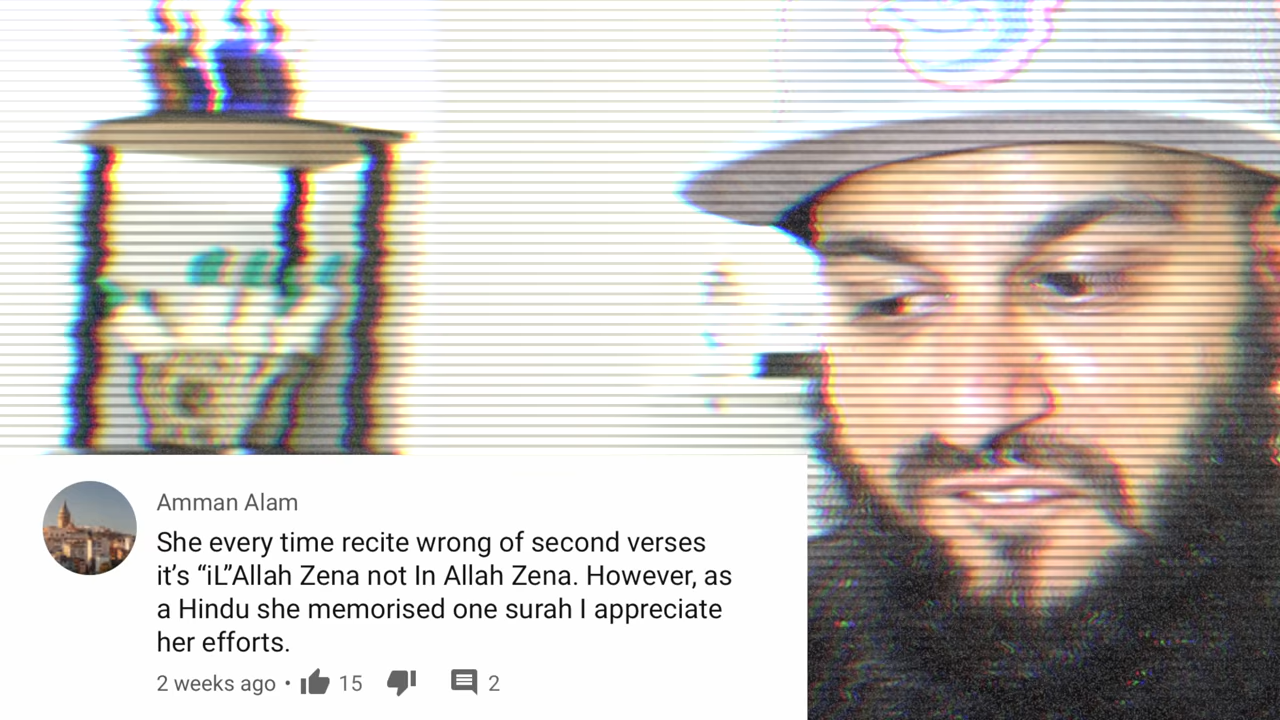 Amman Alam
She every time recite wrong of second verses
it’s “iL”Allah Zena not In Allah Zena. However, as
a Hindu she memorised one surah I appreciate
her efforts.
2 weeks ago • 15 2